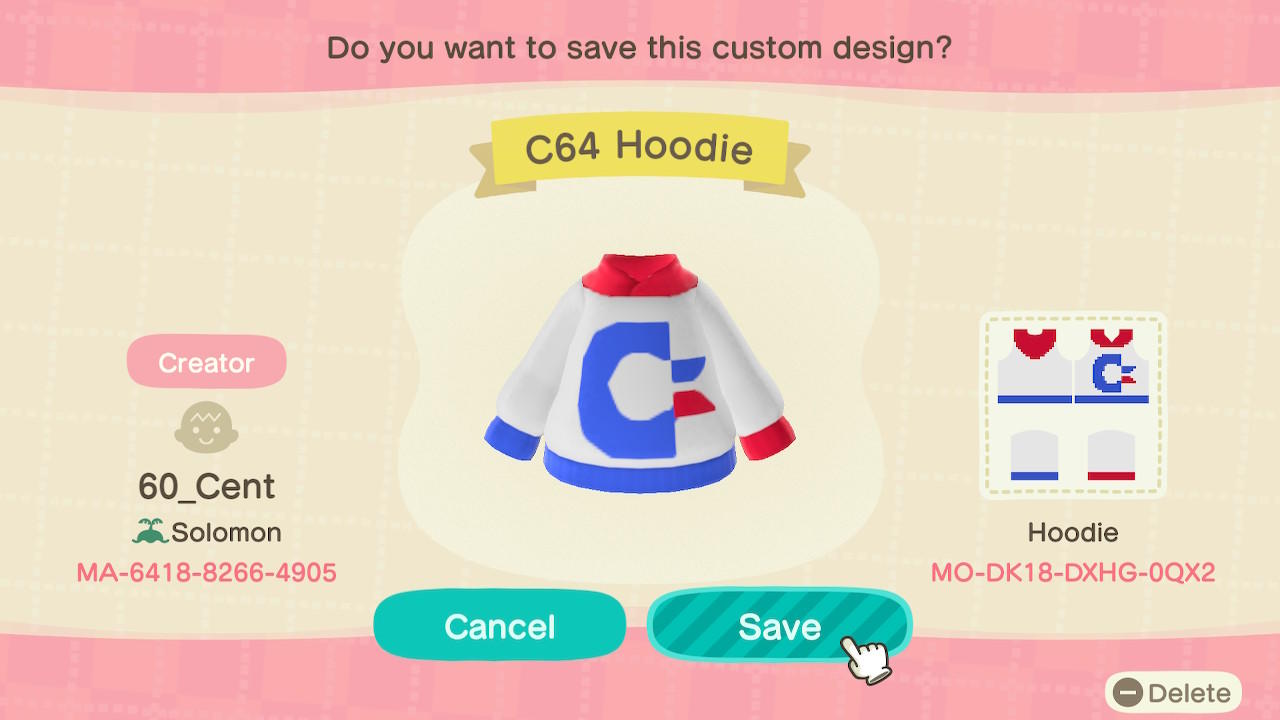 Do you want to save this custom design?
C64 Hoodie
Creator
60_Cent
Solomon
MA-6418-8266-4905
Hoodie
MO-DK18-DXHG-0QX2
Cancel
Save
Delete